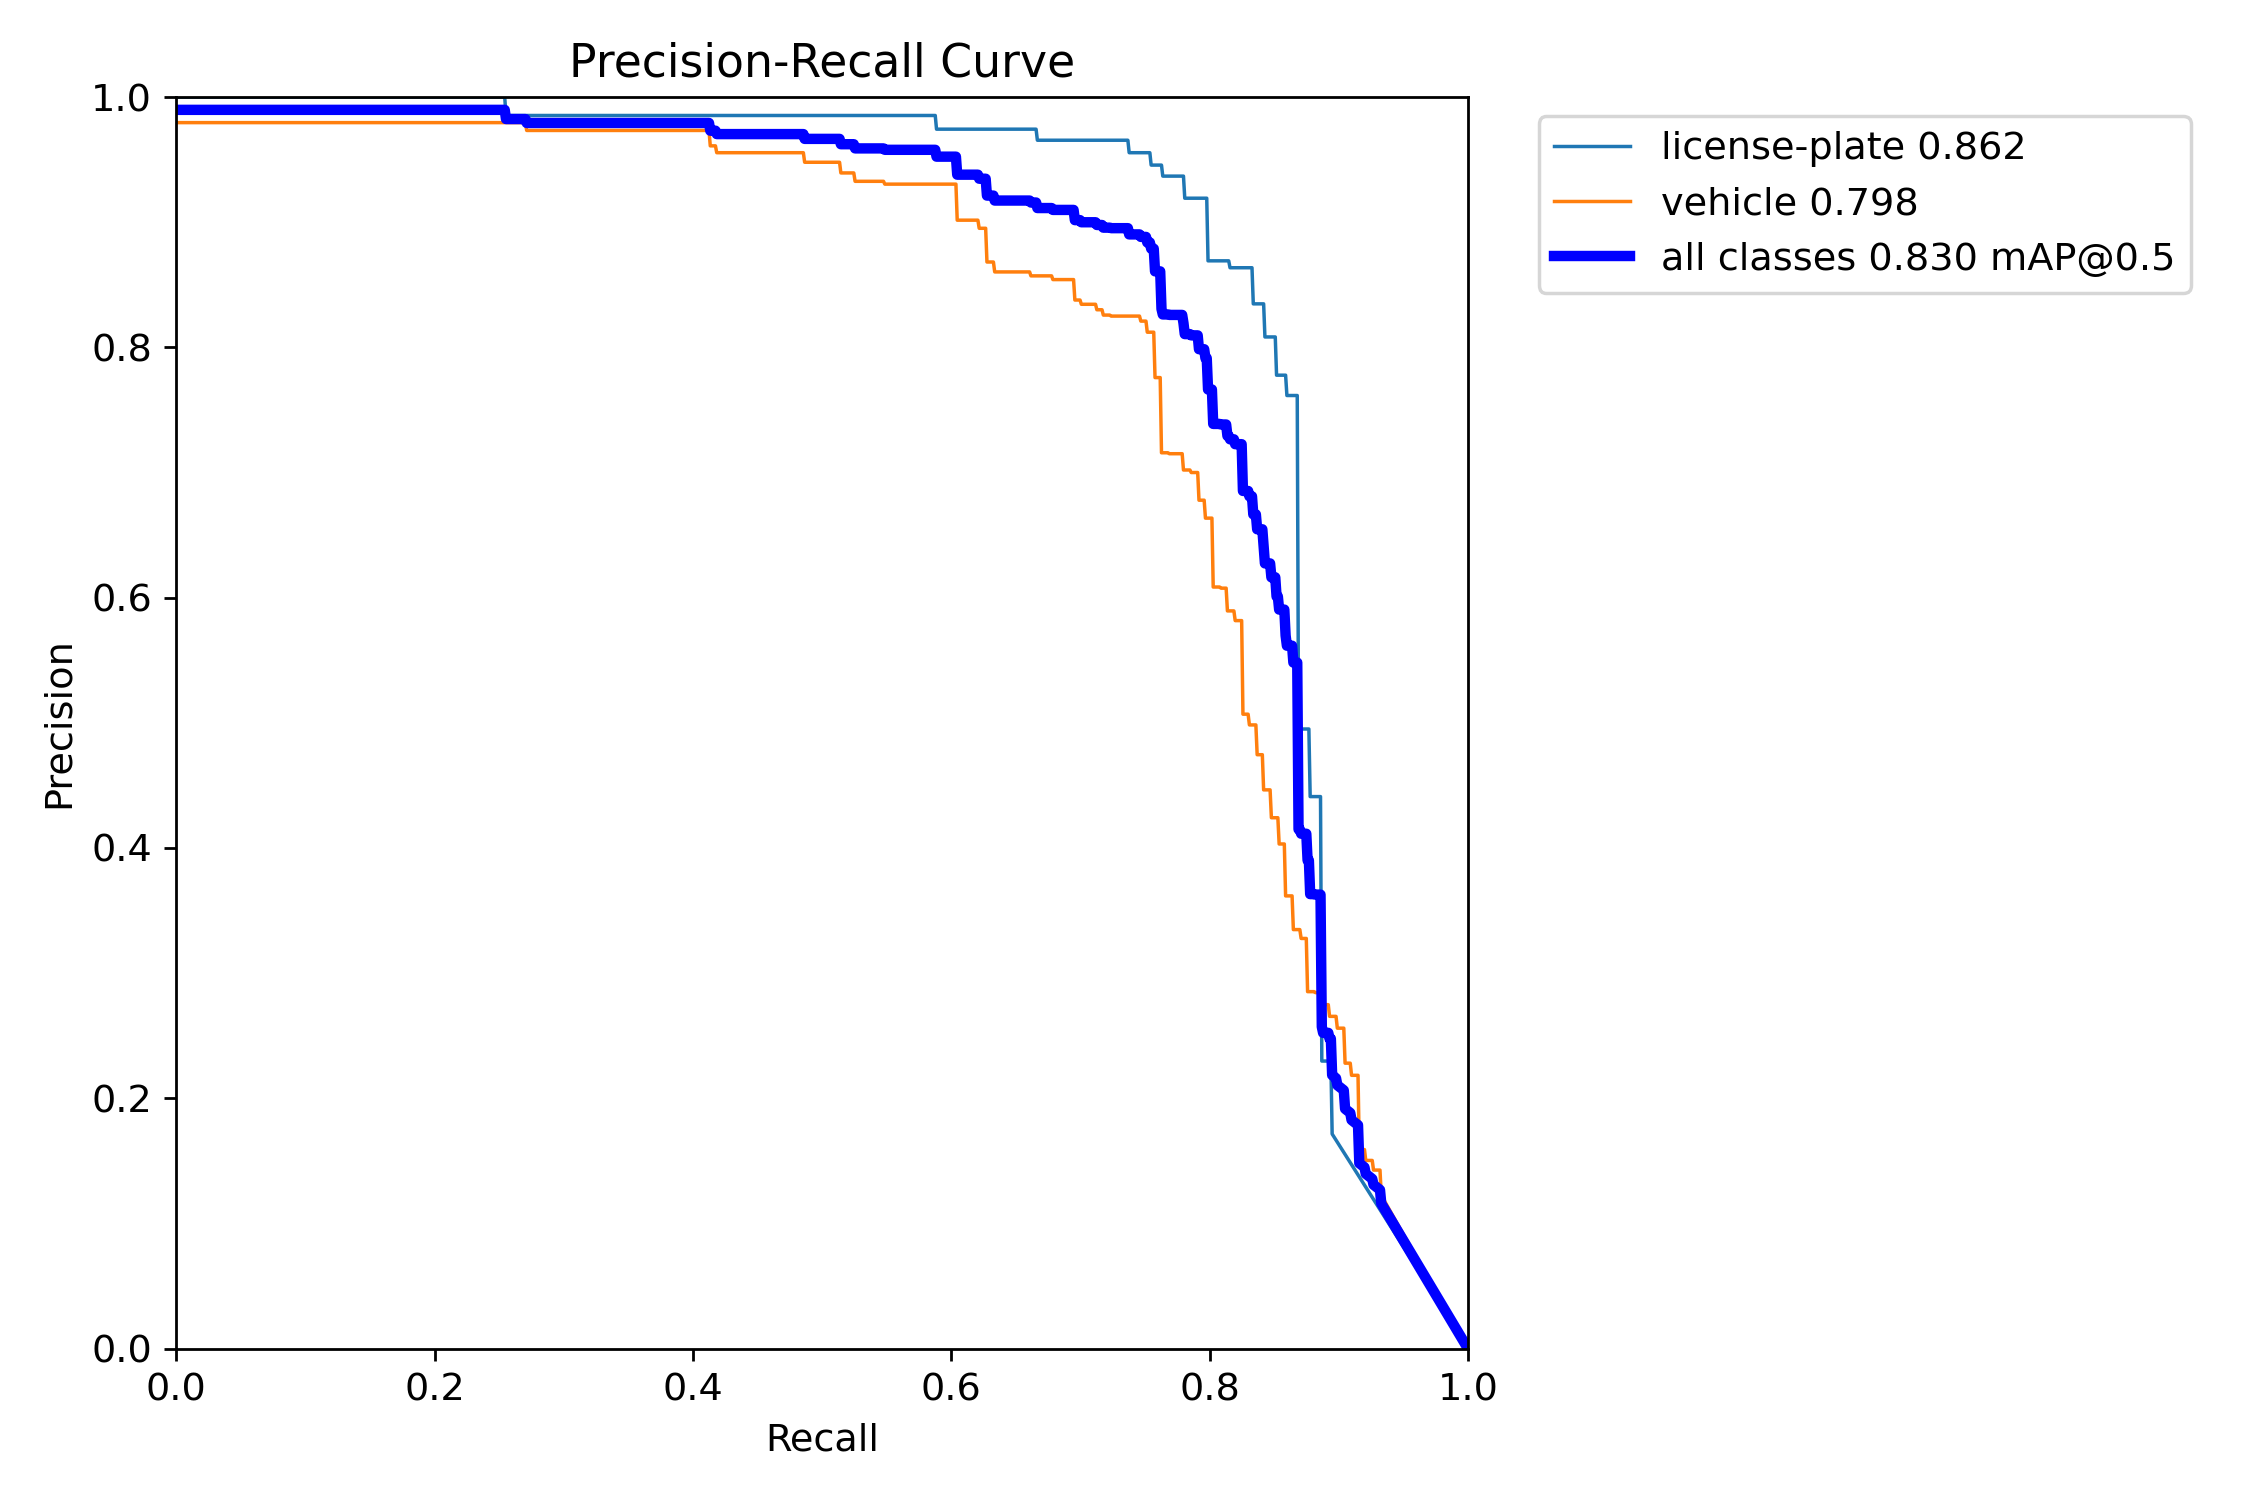 Precision-Recall Curve
1.0
0.8
0.6
0.4
0.2
0.0
Precision
0.0 0.2 0.4 0.6 0.8 1.0
Recall
license-plate 0.862
vehicle 0.798
all classes 0.830 mAP@0.5